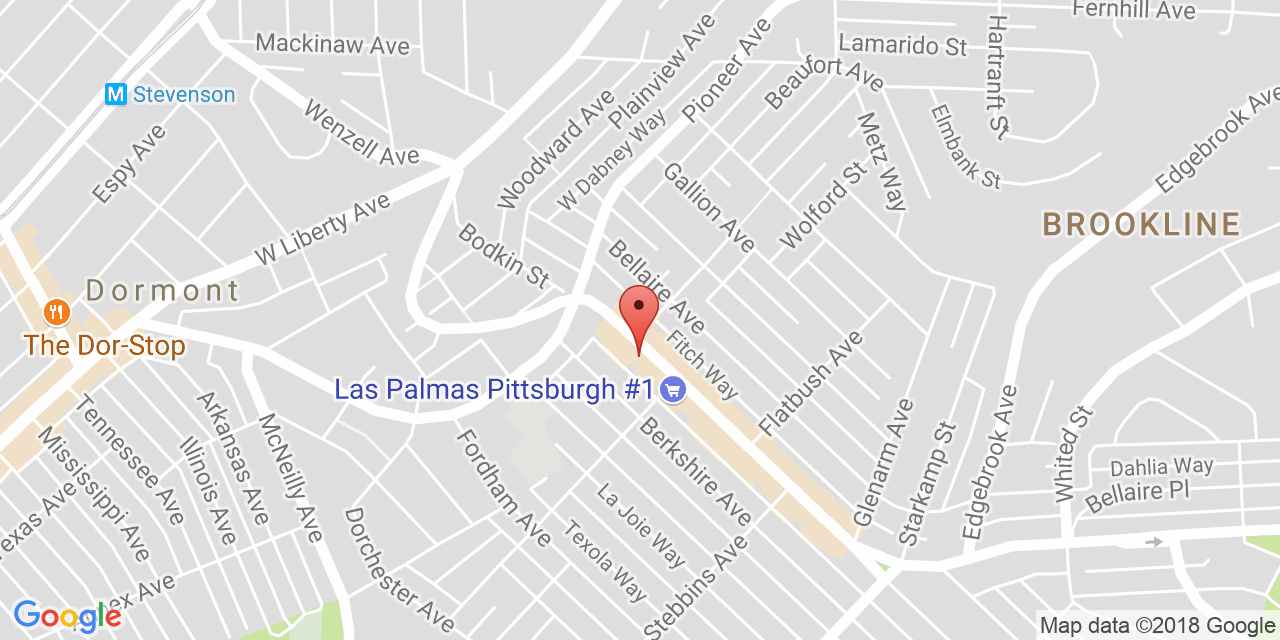 Fernhill Ave
Mackinaw Ave
Plainview Ave
Pioneer Ave
Lamarido St
Hartranft St
Beaufort Ave
M Stevenson
Wenzell Ave
Woodward Ave
W Dabney Way
Metz Way
Elmbank St
Edgebrook Ave
Espy Ave
Gallion Ave
Wolford St
W Liberty Ave
BROOKLINE
Bodkin St
Bellaire Ave
Dormont
The Dor-Stop
Fitch Way
Flatbush Ave
Las Palmas Pittsburgh #1
Tennessee Ave
Arkansas Ave
McNeilly Ave
Mississippi Ave
Illinois Ave
Fordham Ave
Berkshire Ave
Glenarm Ave
Starkamp St
Edgebrook Ave
Whited St
Dahlia Way
Bellaire Pl
Texas Ave
La Joie Way
Texola Way
Dorchester Ave
Stebbins Ave
Google
Map data ©2018 Google